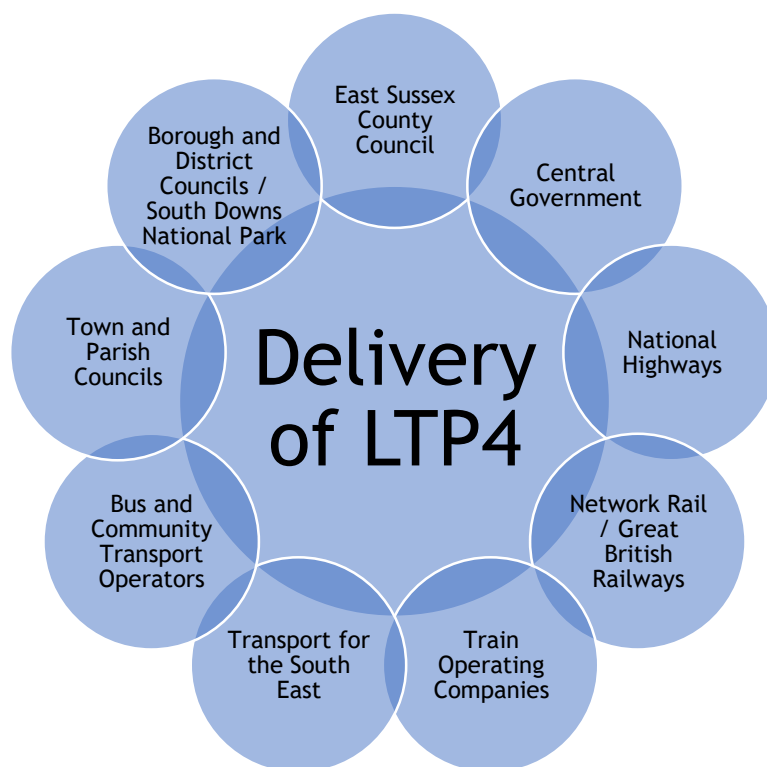 East Sussex
County
Council
Central
Government
National
Highways
Network Rail
/ Great
British
Railways
Train
Operating
Companies
Transport for
the South
East
Bus and
Community
Transport
Operators
Town and
Parish
Councils
Borough and
District
Councils /
South Downs
National Park
Delivery
of LTP4